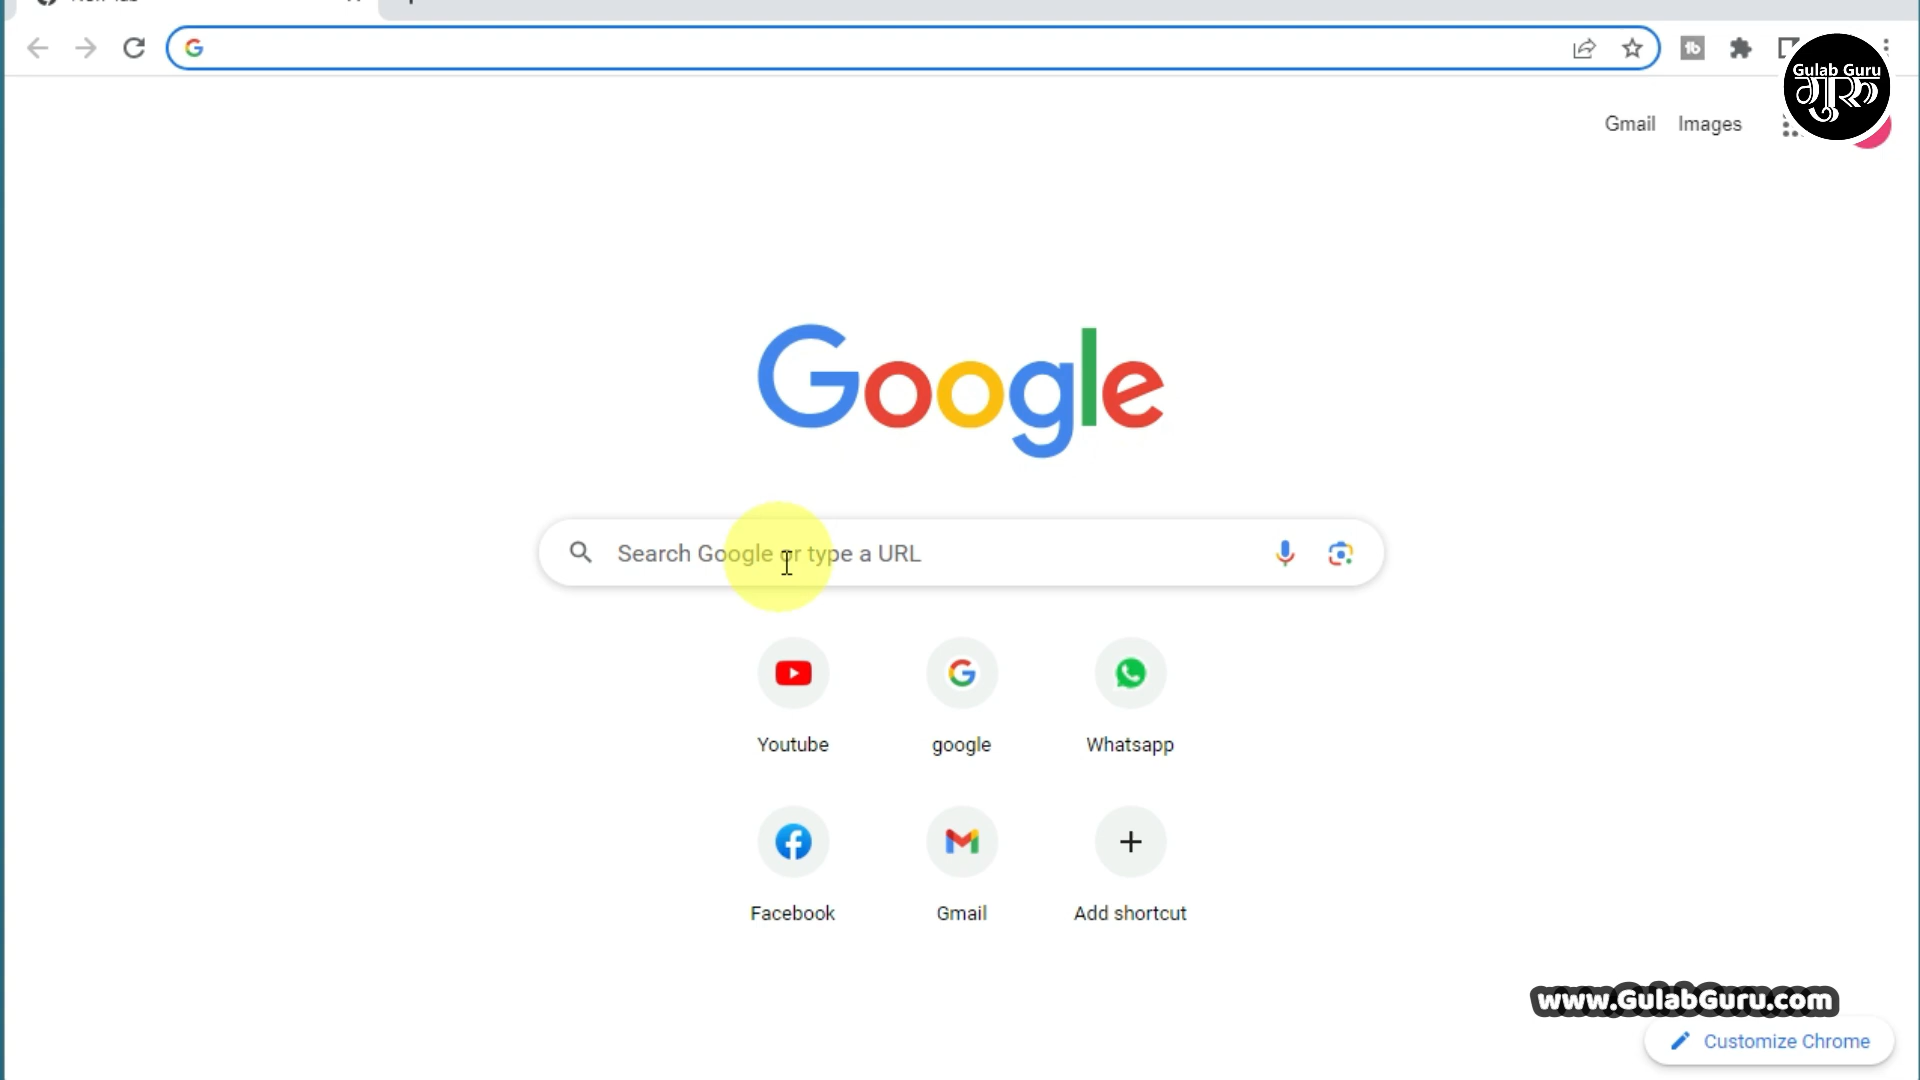 Gulab Guru
गुरु
Gmail Images
Google
Search Google or type a URL
Youtube google Whatsapp
Facebook Gmail Add shortcut
www.GulabGuru.com
Customize Chrome